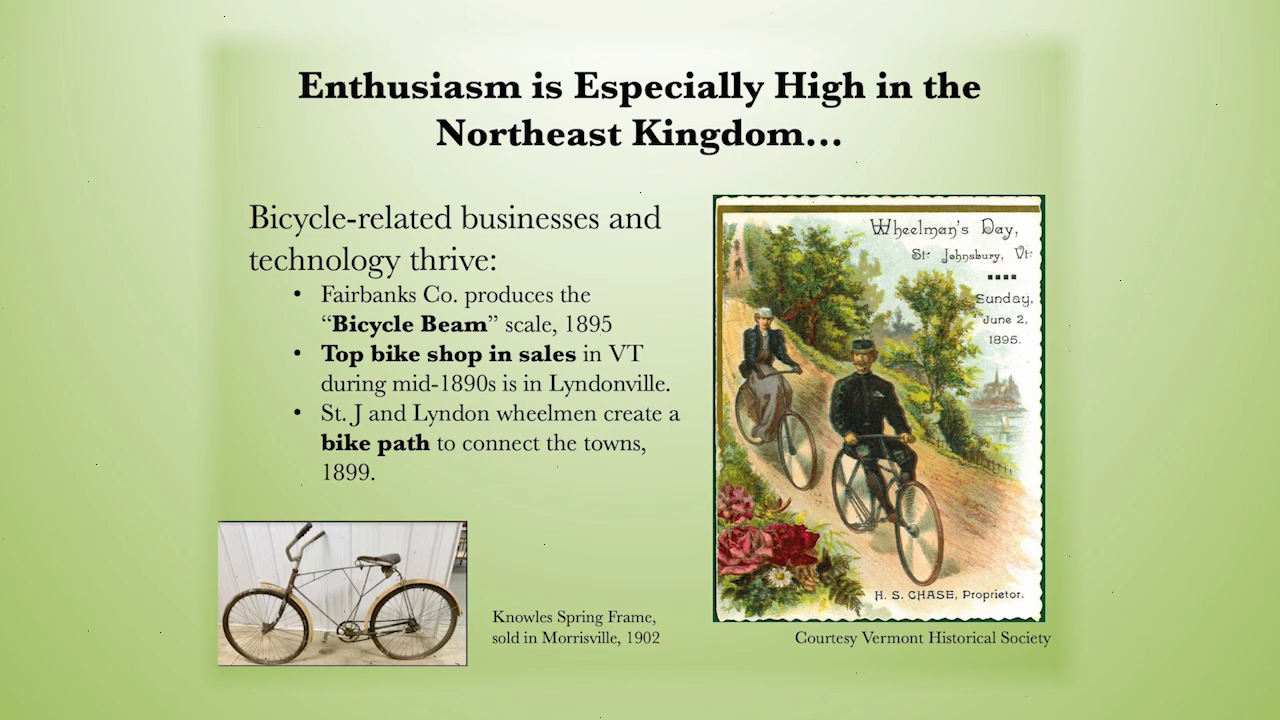 Enthusiasm is Especially High in the
Northeast Kingdom…
Bicycle-related businesses and
technology thrive:
• Fairbanks Co. produces the
“Bicycle Beam” scale, 1895
• Top bike shop in sales in VT
during mid-1890s is in Lyndonville.
• St. J and Lyndon wheelmen create a
bike path to connect the towns,
1899.
Knowles Spring Frame,
sold in Morrisville, 1902
Wheelman's Day,
St. Johnsbury, Vt.
Sunday,
June 2,
1895.
H. S. CHASE, Proprietor.
Courtesy Vermont Historical Society